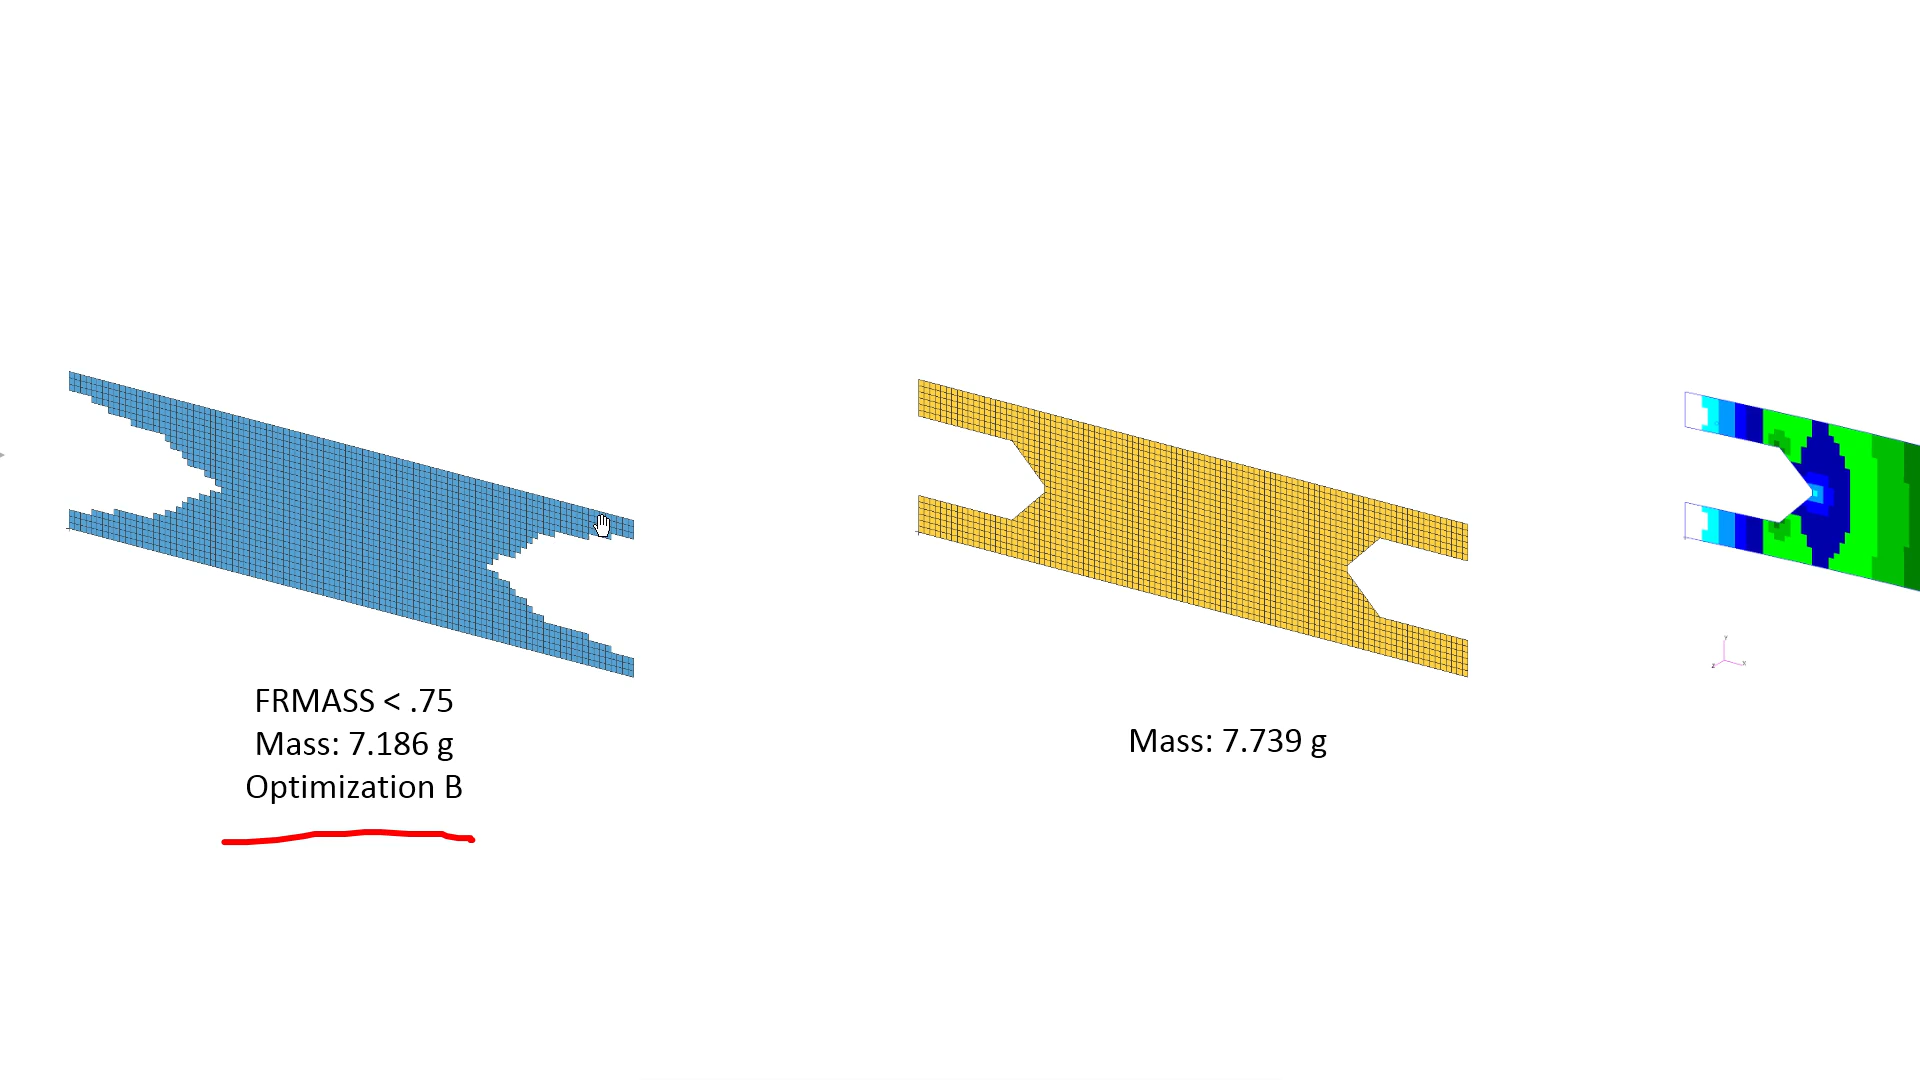 FRMASS < .75
Mass: 7.186 g
Optimization B
Mass: 7.739 g
Y
Z
X